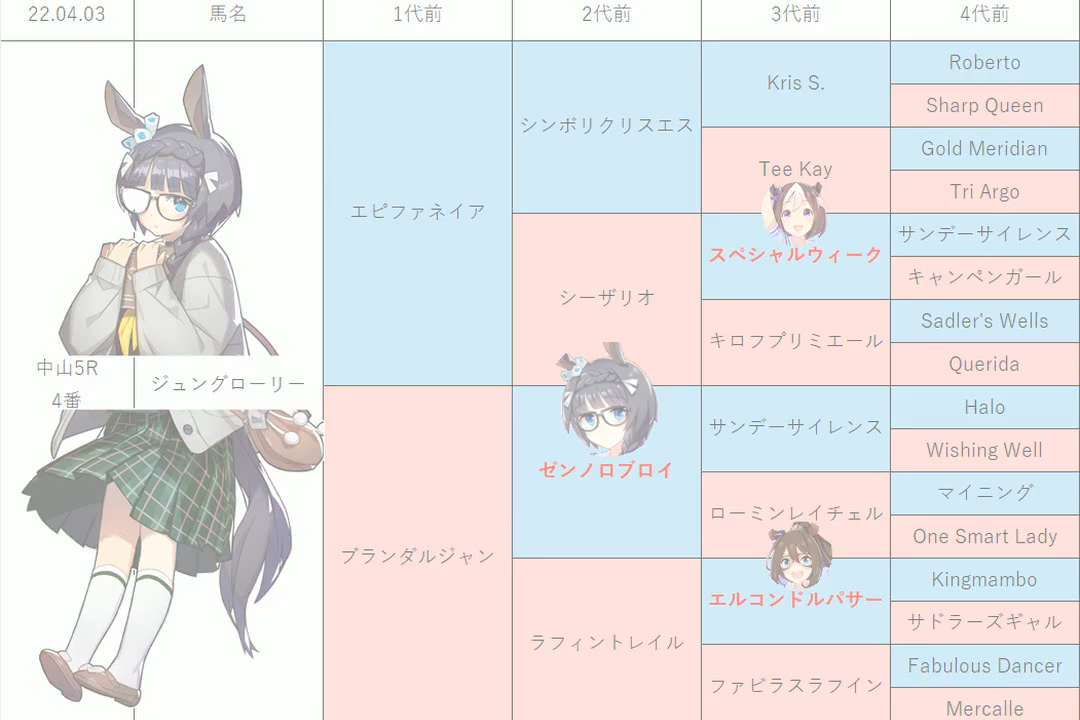 22.04.03
馬名
1代前
2代前
3代前
4代前
中山5R
4番
ジュングローリー
エピファネイア
ブランダルジャン
シンボリクリスエス
シーザリオ
ゼンノロブロイ
ラフィントレイル
Kris S.
Tee Kay
スペシャルウィーク
キロフプリミエール
サンデーサイレンス
ローミンレイチェル
エルコンドルパサー
ファビラスラフイン
Roberto
Sharp Queen
Gold Meridian
Tri Argo
サンデーサイレンス
キャンペンガール
Sadler's Wells
Querida
Halo
Wishing Well
マイニング
One Smart Lady
Kingmambo
サドラーズギャル
Fabulous Dancer
Mercalle